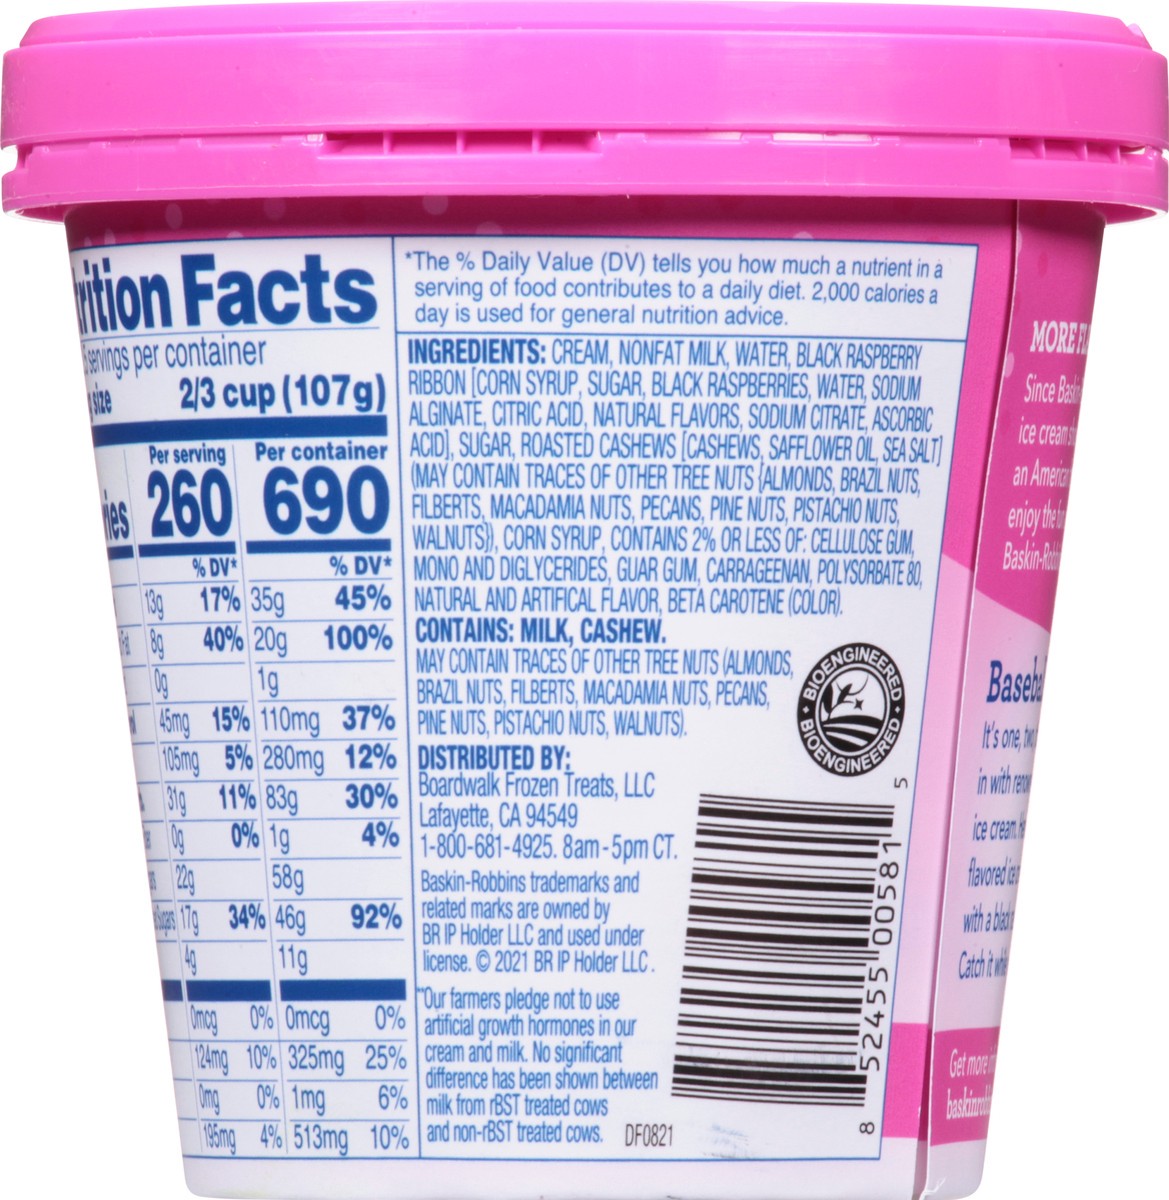 Facts
servings per container
size 2/3 cup (107g)
Per serving Per container
260 690
% DV* % DV*
13g 17% 35g 45%
8g 40% 20g 100%
0g 1g
45mg 15% 110mg 37%
105mg 5% 280mg 12%
31g 11% 83g 30%
0g 0% 1g 4%
22g 58g
Sugars 17g 34% 46g 92%
4g 11g
0mcg 0% 0mcg 0%
124mg 10% 325mg 25%
0mg 0% 1mg 6%
195mg 4% 513mg 10%
*The % Daily Value (DV) tells you how much a nutrient in a
serving of food contributes to a daily diet. 2,000 calories a
day is used for general nutrition advice.
INGREDIENTS: CREAM, NONFAT MILK, WATER, BLACK RASPBERRY
RIBBON [CORN SYRUP, SUGAR, BLACK RASPBERRIES, WATER, SODIUM
ALGINATE, CITRIC ACID, NATURAL FLAVORS, SODIUM CITRATE, ASCORBIC
ACID], SUGAR, ROASTED CASHEWS [CASHEWS, SAFFLOWER OIL, SEA SALT]
(MAY CONTAIN TRACES OF OTHER TREE NUTS {ALMONDS, BRAZIL NUTS,
FILBERTS, MACADAMIA NUTS, PECANS, PINE NUTS, PISTACHIO NUTS,
WALNUTS}), CORN SYRUP, CONTAINS 2% OR LESS OF: CELLULOSE GUM,
MONO AND DIGLYCERIDES, GUAR GUM, CARRAGEENAN, POLYSORBATE 80,
NATURAL AND ARTIFICAL FLAVOR, BETA CAROTENE (COLOR).
CONTAINS: MILK, CASHEW.
MAY CONTAIN TRACES OF OTHER TREE NUTS (ALMONDS,
BRAZIL NUTS, FILBERTS, MACADAMIA NUTS, PECANS,
PINE NUTS, PISTACHIO NUTS, WALNUTS).
BIOENGINEERED
BIOENGINEERED
DISTRIBUTED BY:
Boardwalk Frozen Treats, LLC
Lafayette, CA 94549
1-800-681-4925. 8am-5pm CT.
Baskin-Robbins trademarks and
related marks are owned by
BR IP Holder LLC and used under
license. © 2021 BR IP Holder LLC.
**Our farmers pledge not to use
artificial growth hormones in our
cream and milk. No significant
difference has been shown between
milk from rBST treated cows
and non-rBST treated cows.
DF0821
8 52455 00581 5
MORE
Since
ice cream
an
enjoy the

It's one,
in with
ice cream.
flavored
with a
Catch it
Get more